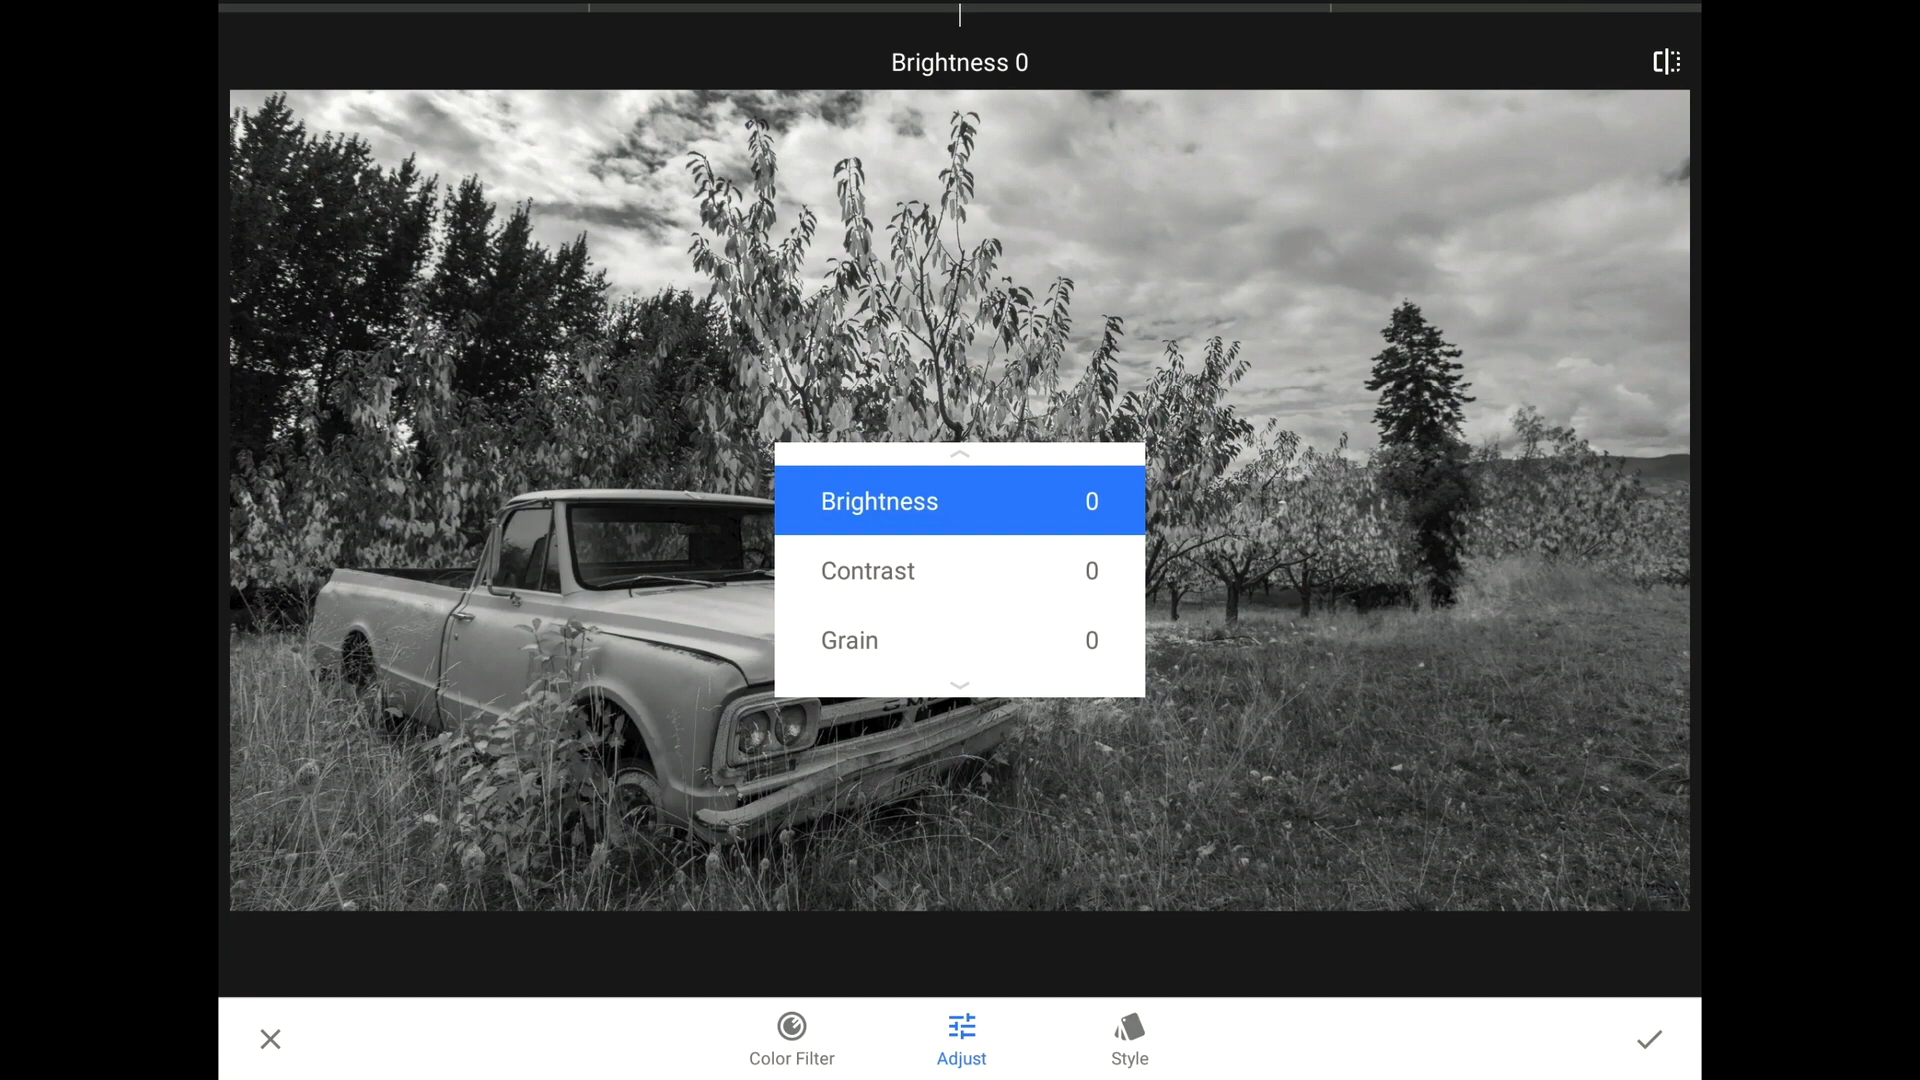 Brightness 0
Brightness 0
Contrast 0
Grain 0
Color Filter
Adjust
Style